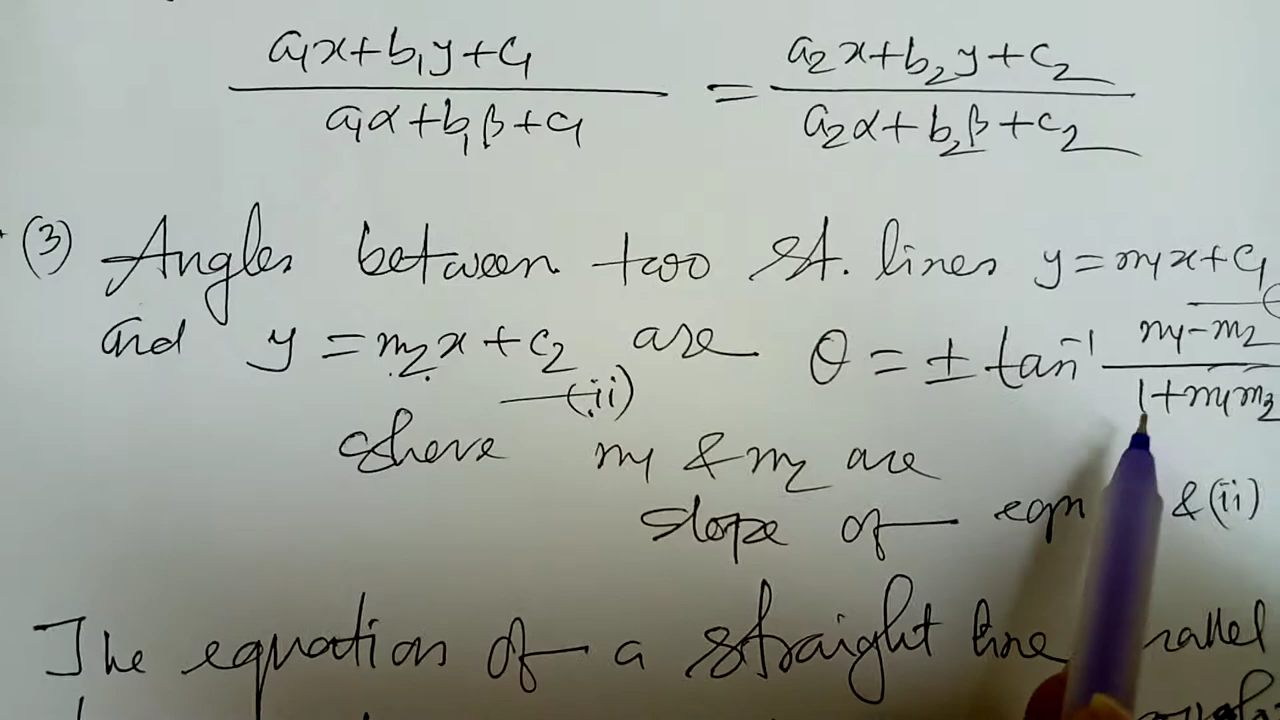 a₁x+b₁y+c₁ / a₁α+b₁β+c₁ = a₂x+b₂y+c₂ / a₂α+b₂β+c₂
(3) Angles between two st. lines y=m₁x+c₁
and y=m₂x+c₂ are θ = ± tan⁻¹ m₁-m₂ / 1+m₁m₂
(ii)
m₁ & m₂ are
slope of eqn & (ii)
The equation of a straight line